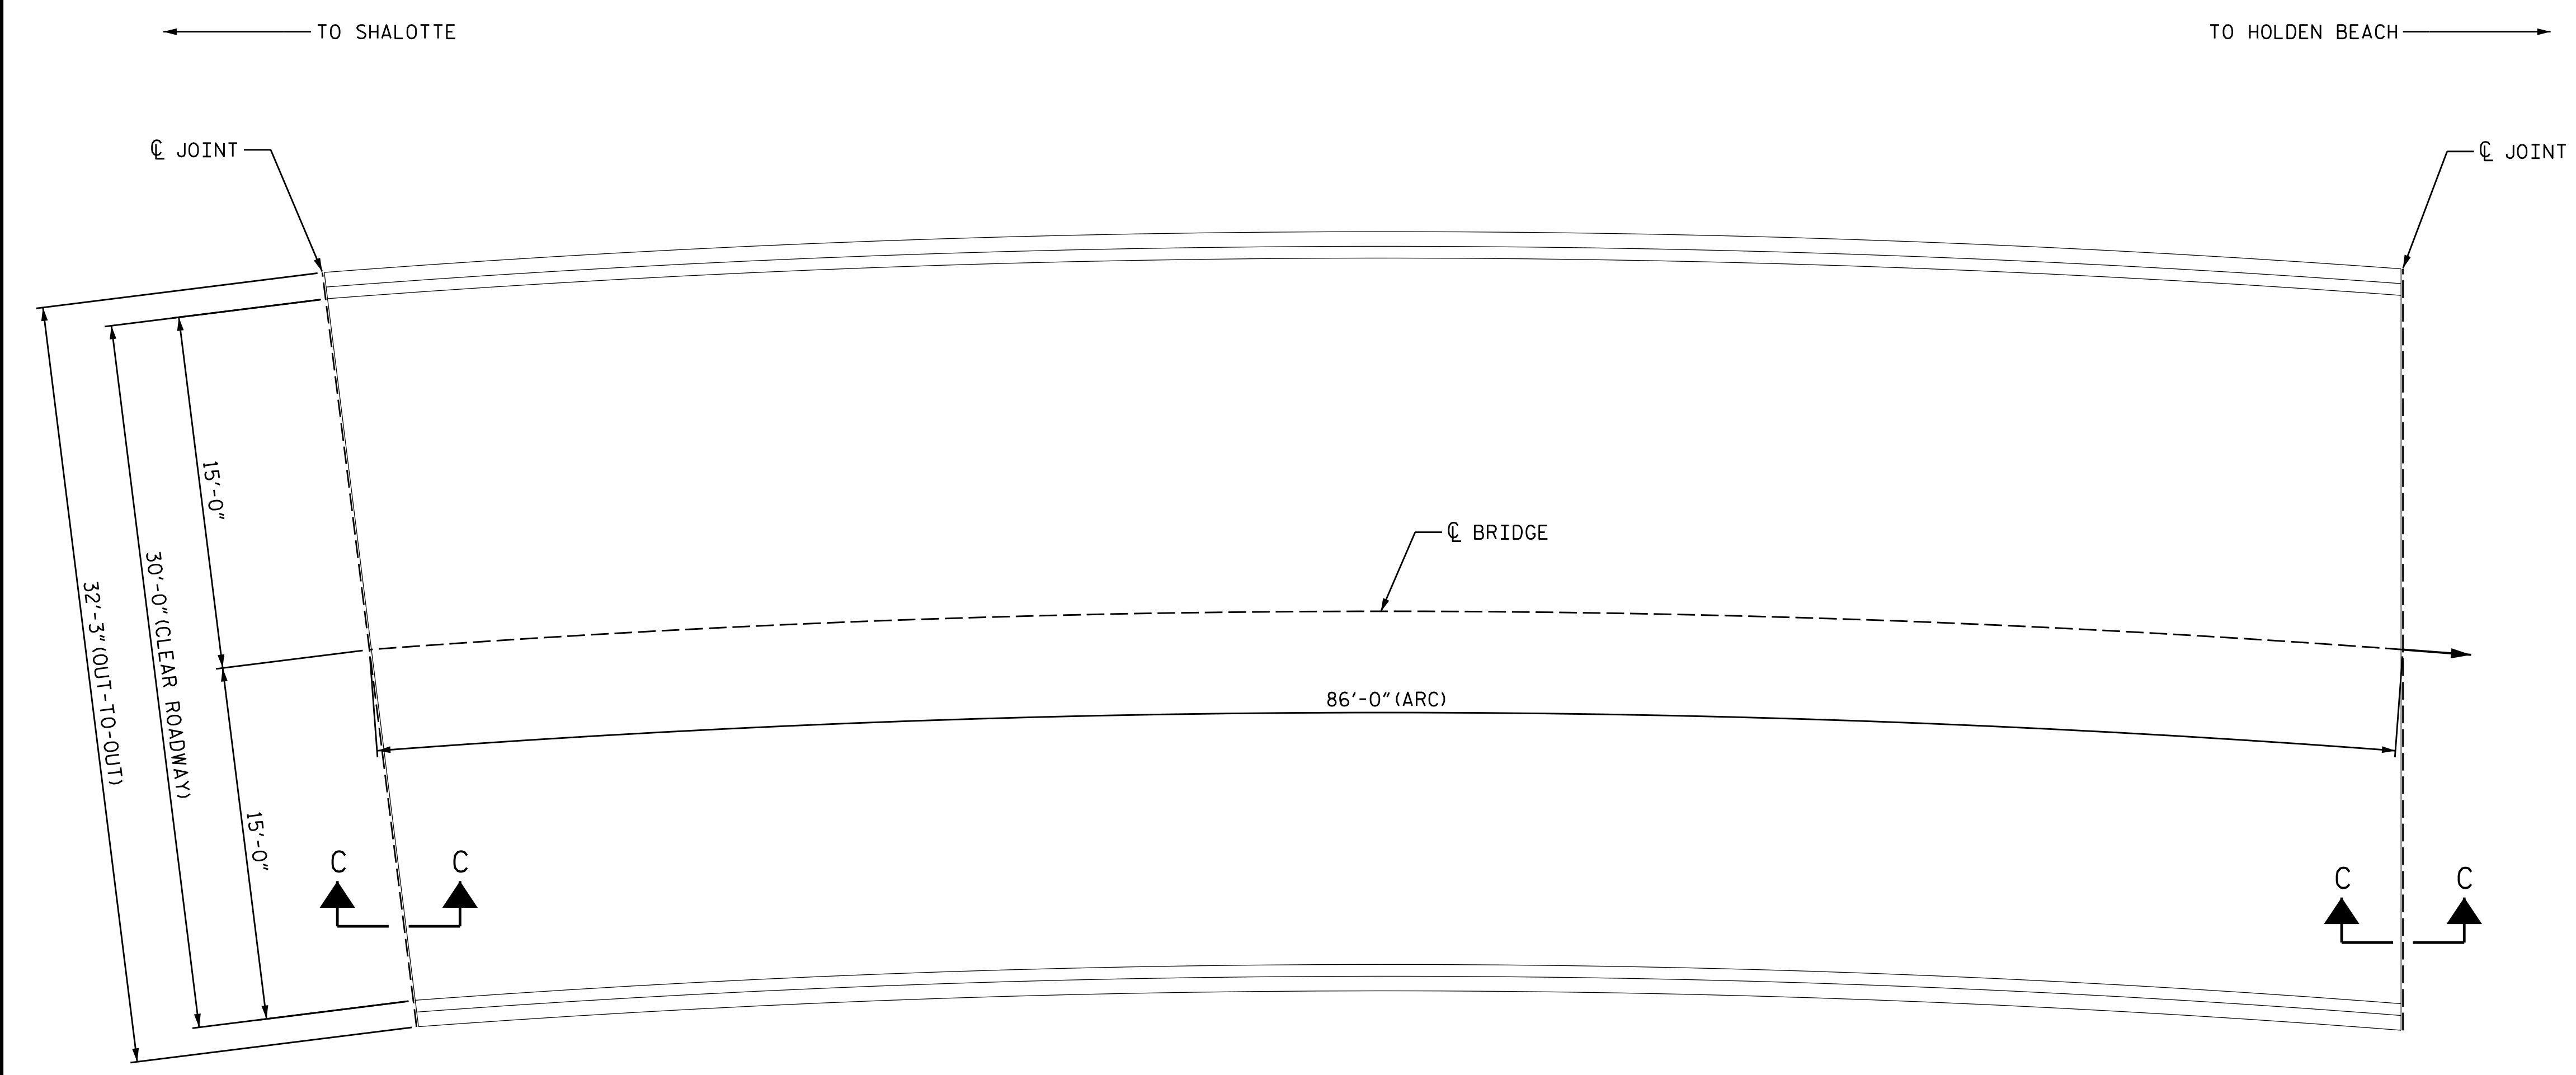 TO SHALOTTE
TO HOLDEN BEACH
℄ JOINT
℄ JOINT
15'-0"
℄ BRIDGE
30'-0"(CLEAR ROADWAY)
32'-3"(OUT-TO-OUT)
86'-0"(ARC)
15'-0"
C C
C C